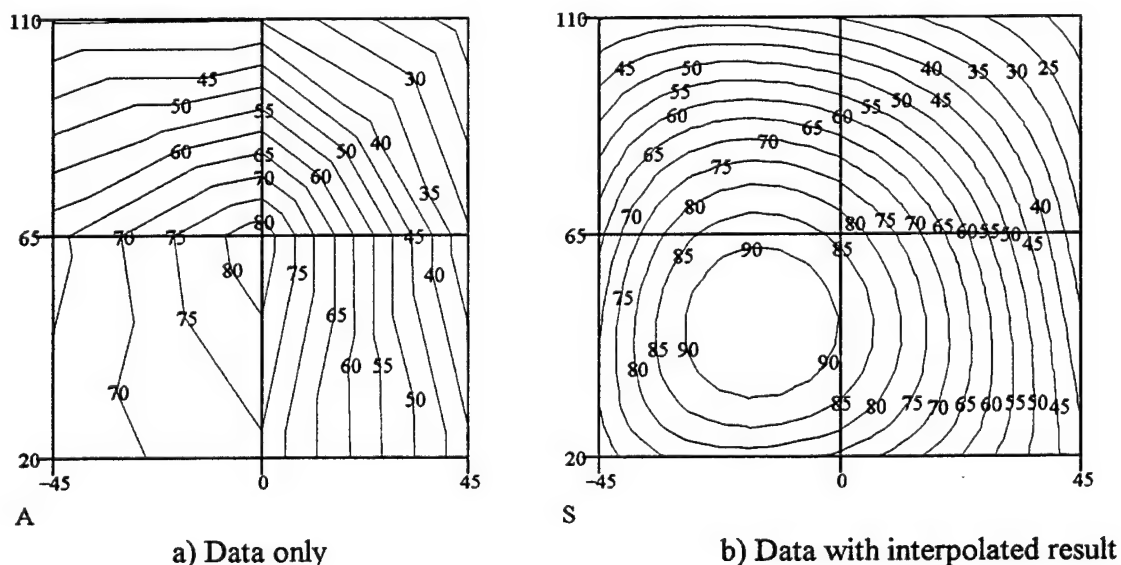 110 110
45 30 45 50 40 35 30 25
50 55 55 60 55 50 45
60 65 50 40 60 65 70
70 60 35 65 75
80 70 80 40
65 70 75 45 65 90 85 80 75 70 65 60 55 50 45
80 75 40 85
75 65 75
70 60 55 50 85 90 90
80
85 80 75 70 65 60 55 50 45
20 20
-45 0 45 -45 0 45
A S
a) Data only b) Data with interpolated result